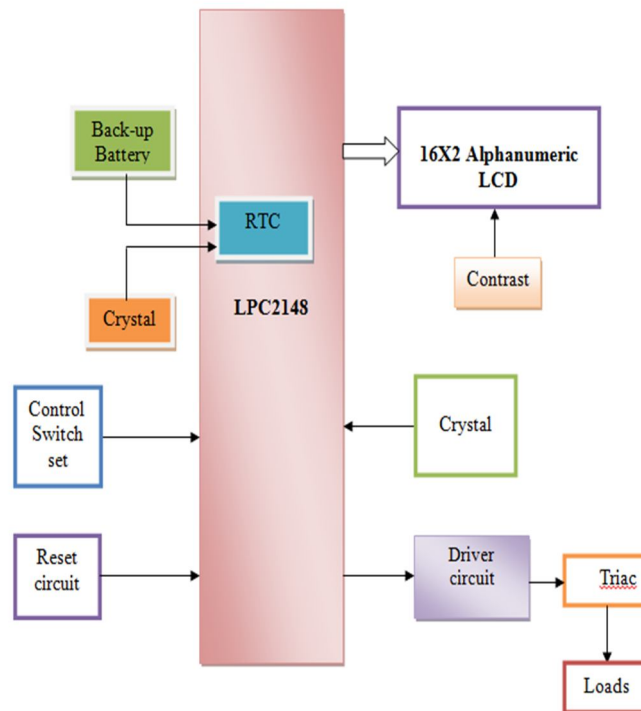 Back-up
Battery
16X2 Alphanumeric
LCD
RTC
Contrast
LPC2148
Crystal
Control
Switch
set
Crystal
Reset
circuit
Driver
circuit
Triac
Loads